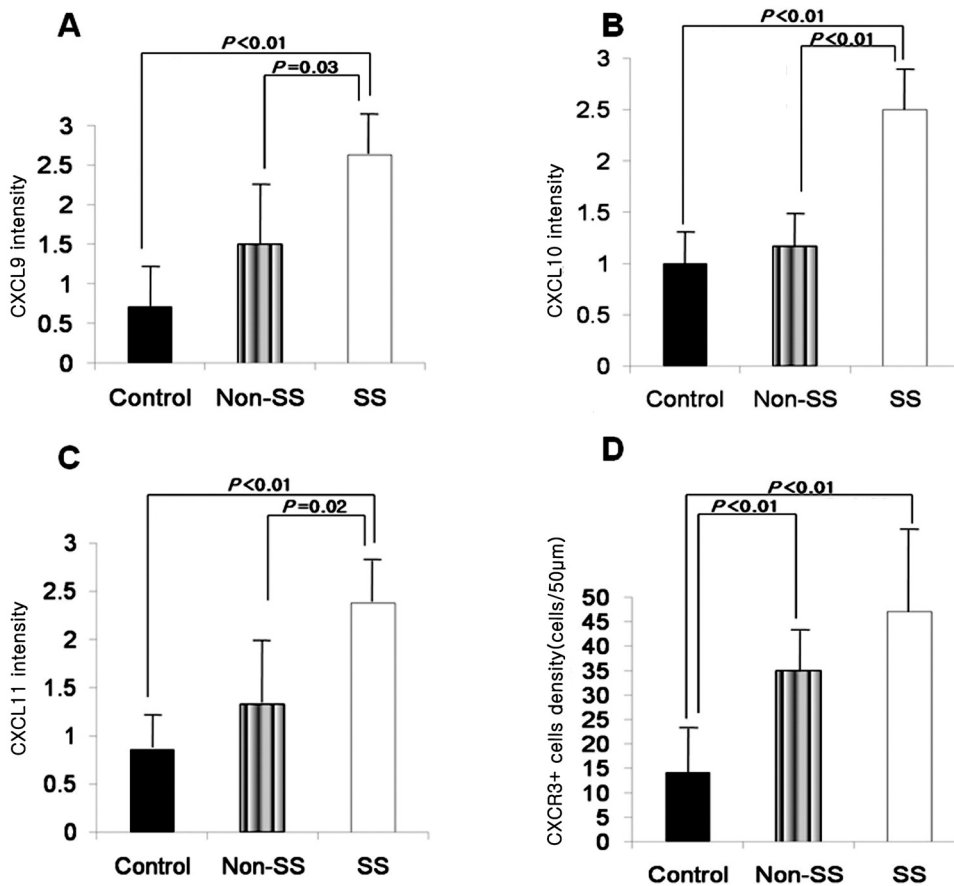 A
P<0.01
P=0.03
3
2.5
2
1.5
1
0.5
0
CXCL9 intensity
Control Non-SS SS
B
P<0.01
P<0.01
3
2.5
2
1.5
1
0.5
0
CXCL10 intensity
Control Non-SS SS
C
P<0.01
P=0.02
3
2.5
2
1.5
1
0.5
0
CXCL11 intensity
Control Non-SS SS
D
P<0.01
P<0.01
50
45
40
35
30
25
20
15
10
5
0
CXCR3+ cells density(cells/50μm)
Control Non-SS SS